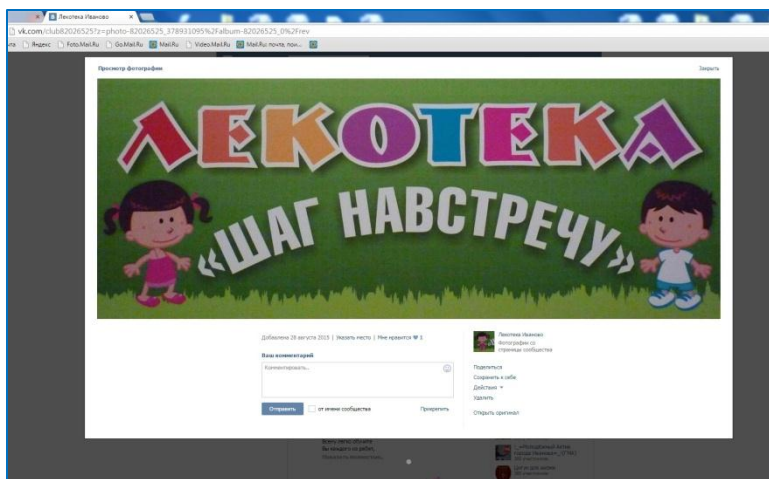 Лекотека Иваново
vk.com/club82026525?z=photo-82026525_378931095%2Falbum-82026525_0%2Frev
Яндекс Foto.Mail.Ru Go.Mail.Ru Mail.Ru Video.Mail.Ru Mail.Ru: почта, пои...
Просмотр фотографии
Закрыть
ЛЕКОТЕКА
«ШАГ НАВСТРЕЧУ»
Добавлена 28 августа 2015 | Указать место | Мне нравится 1
Ваш комментарий
Комментировать...
Отправить от имени сообщества Прикрепить
Лекотека Иваново
Фотографии со
страницы сообщества
Поделиться
Сохранить к себе
Действия
Удалить
Открыть оригинал